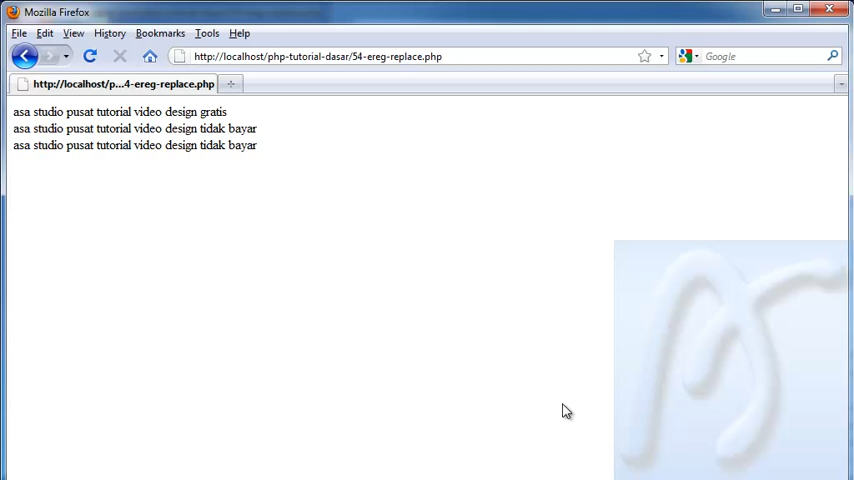 Mozilla Firefox
File Edit View History Bookmarks Tools Help
http://localhost/php-tutorial-dasar/54-ereg-replace.php
Google
http://localhost/p...4-ereg-replace.php
asa studio pusat tutorial video design gratis
asa studio pusat tutorial video design tidak bayar
asa studio pusat tutorial video design tidak bayar